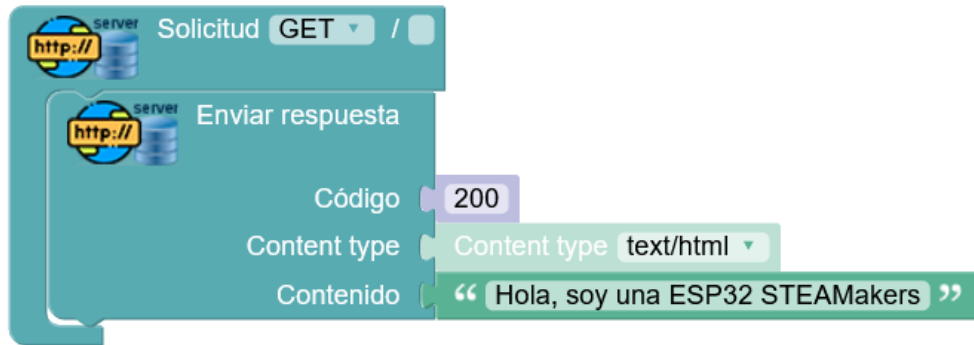 server
http://
Solicitud GET /
server
http://
Enviar respuesta
Código 200
Content type Content type text/html
Contenido “ Hola, soy una ESP32 STEAMakers ”